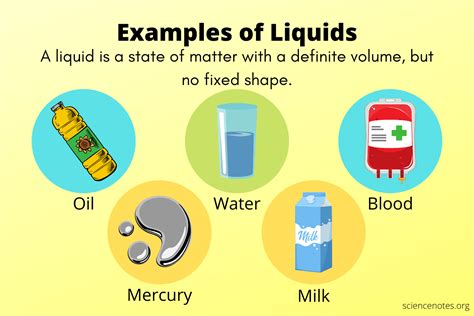 Examples of Liquids
A liquid is a state of matter with a definite volume, but
no fixed shape.
Oil
Water
Blood
Milk
Mercury
Milk
sciencenotes.org